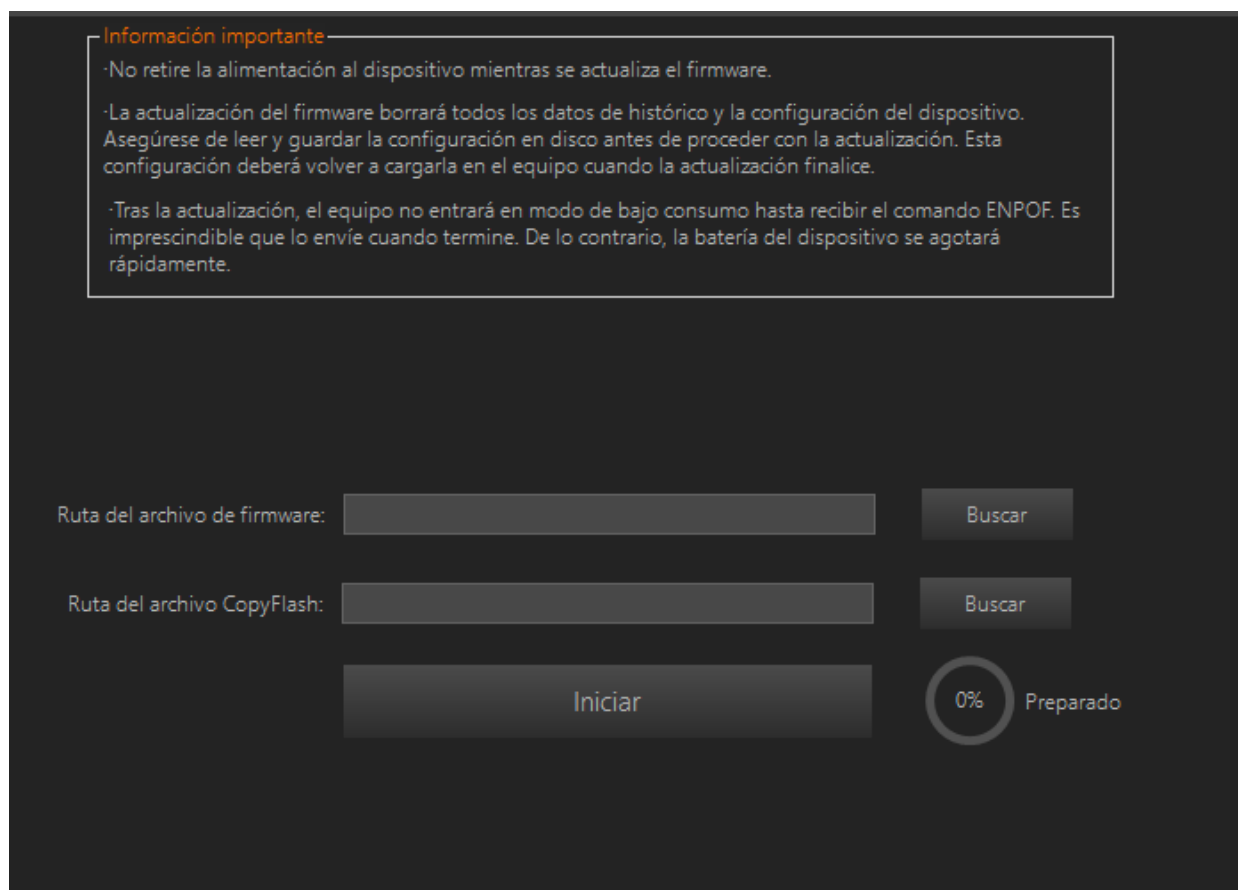 Información importante
·No retire la alimentación al dispositivo mientras se actualiza el firmware.
·La actualización del firmware borrará todos los datos de histórico y la configuración del dispositivo.
Asegúrese de leer y guardar la configuración en disco antes de proceder con la actualización. Esta
configuración deberá volver a cargarla en el equipo cuando la actualización finalice.
·Tras la actualización, el equipo no entrará en modo de bajo consumo hasta recibir el comando ENPOF. Es
imprescindible que lo envíe cuando termine. De lo contrario, la batería del dispositivo se agotará
rápidamente.
Ruta del archivo de firmware:
Buscar
Ruta del archivo CopyFlash:
Buscar
Iniciar
0%
Preparado